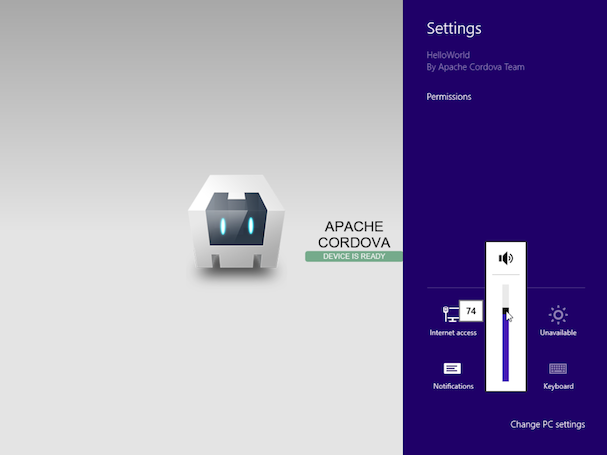 Settings
HelloWorld
By Apache Cordova Team
Permissions
APACHE
CORDOVA
DEVICE IS READY
74
Internet access
Unavailable
Notifications
Keyboard
Change PC settings